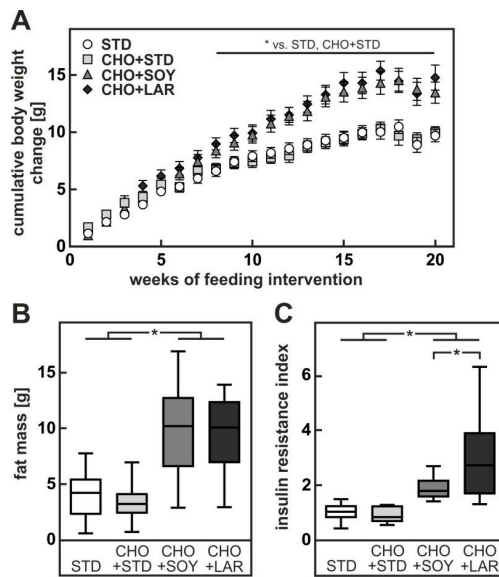 A
STD
CHO+STD
CHO+SOY
CHO+LAR
* vs. STD, CHO+STD
cumulative body weight
change [g]
15
10
5
0
0 5 10 15 20
weeks of feeding intervention
B
*
fat mass [g]
15
10
5
0
STD CHO +STD CHO +SOY CHO +LAR
C
*
*
insulin resistance index
6
4
2
0
STD CHO +STD CHO +SOY CHO +LAR